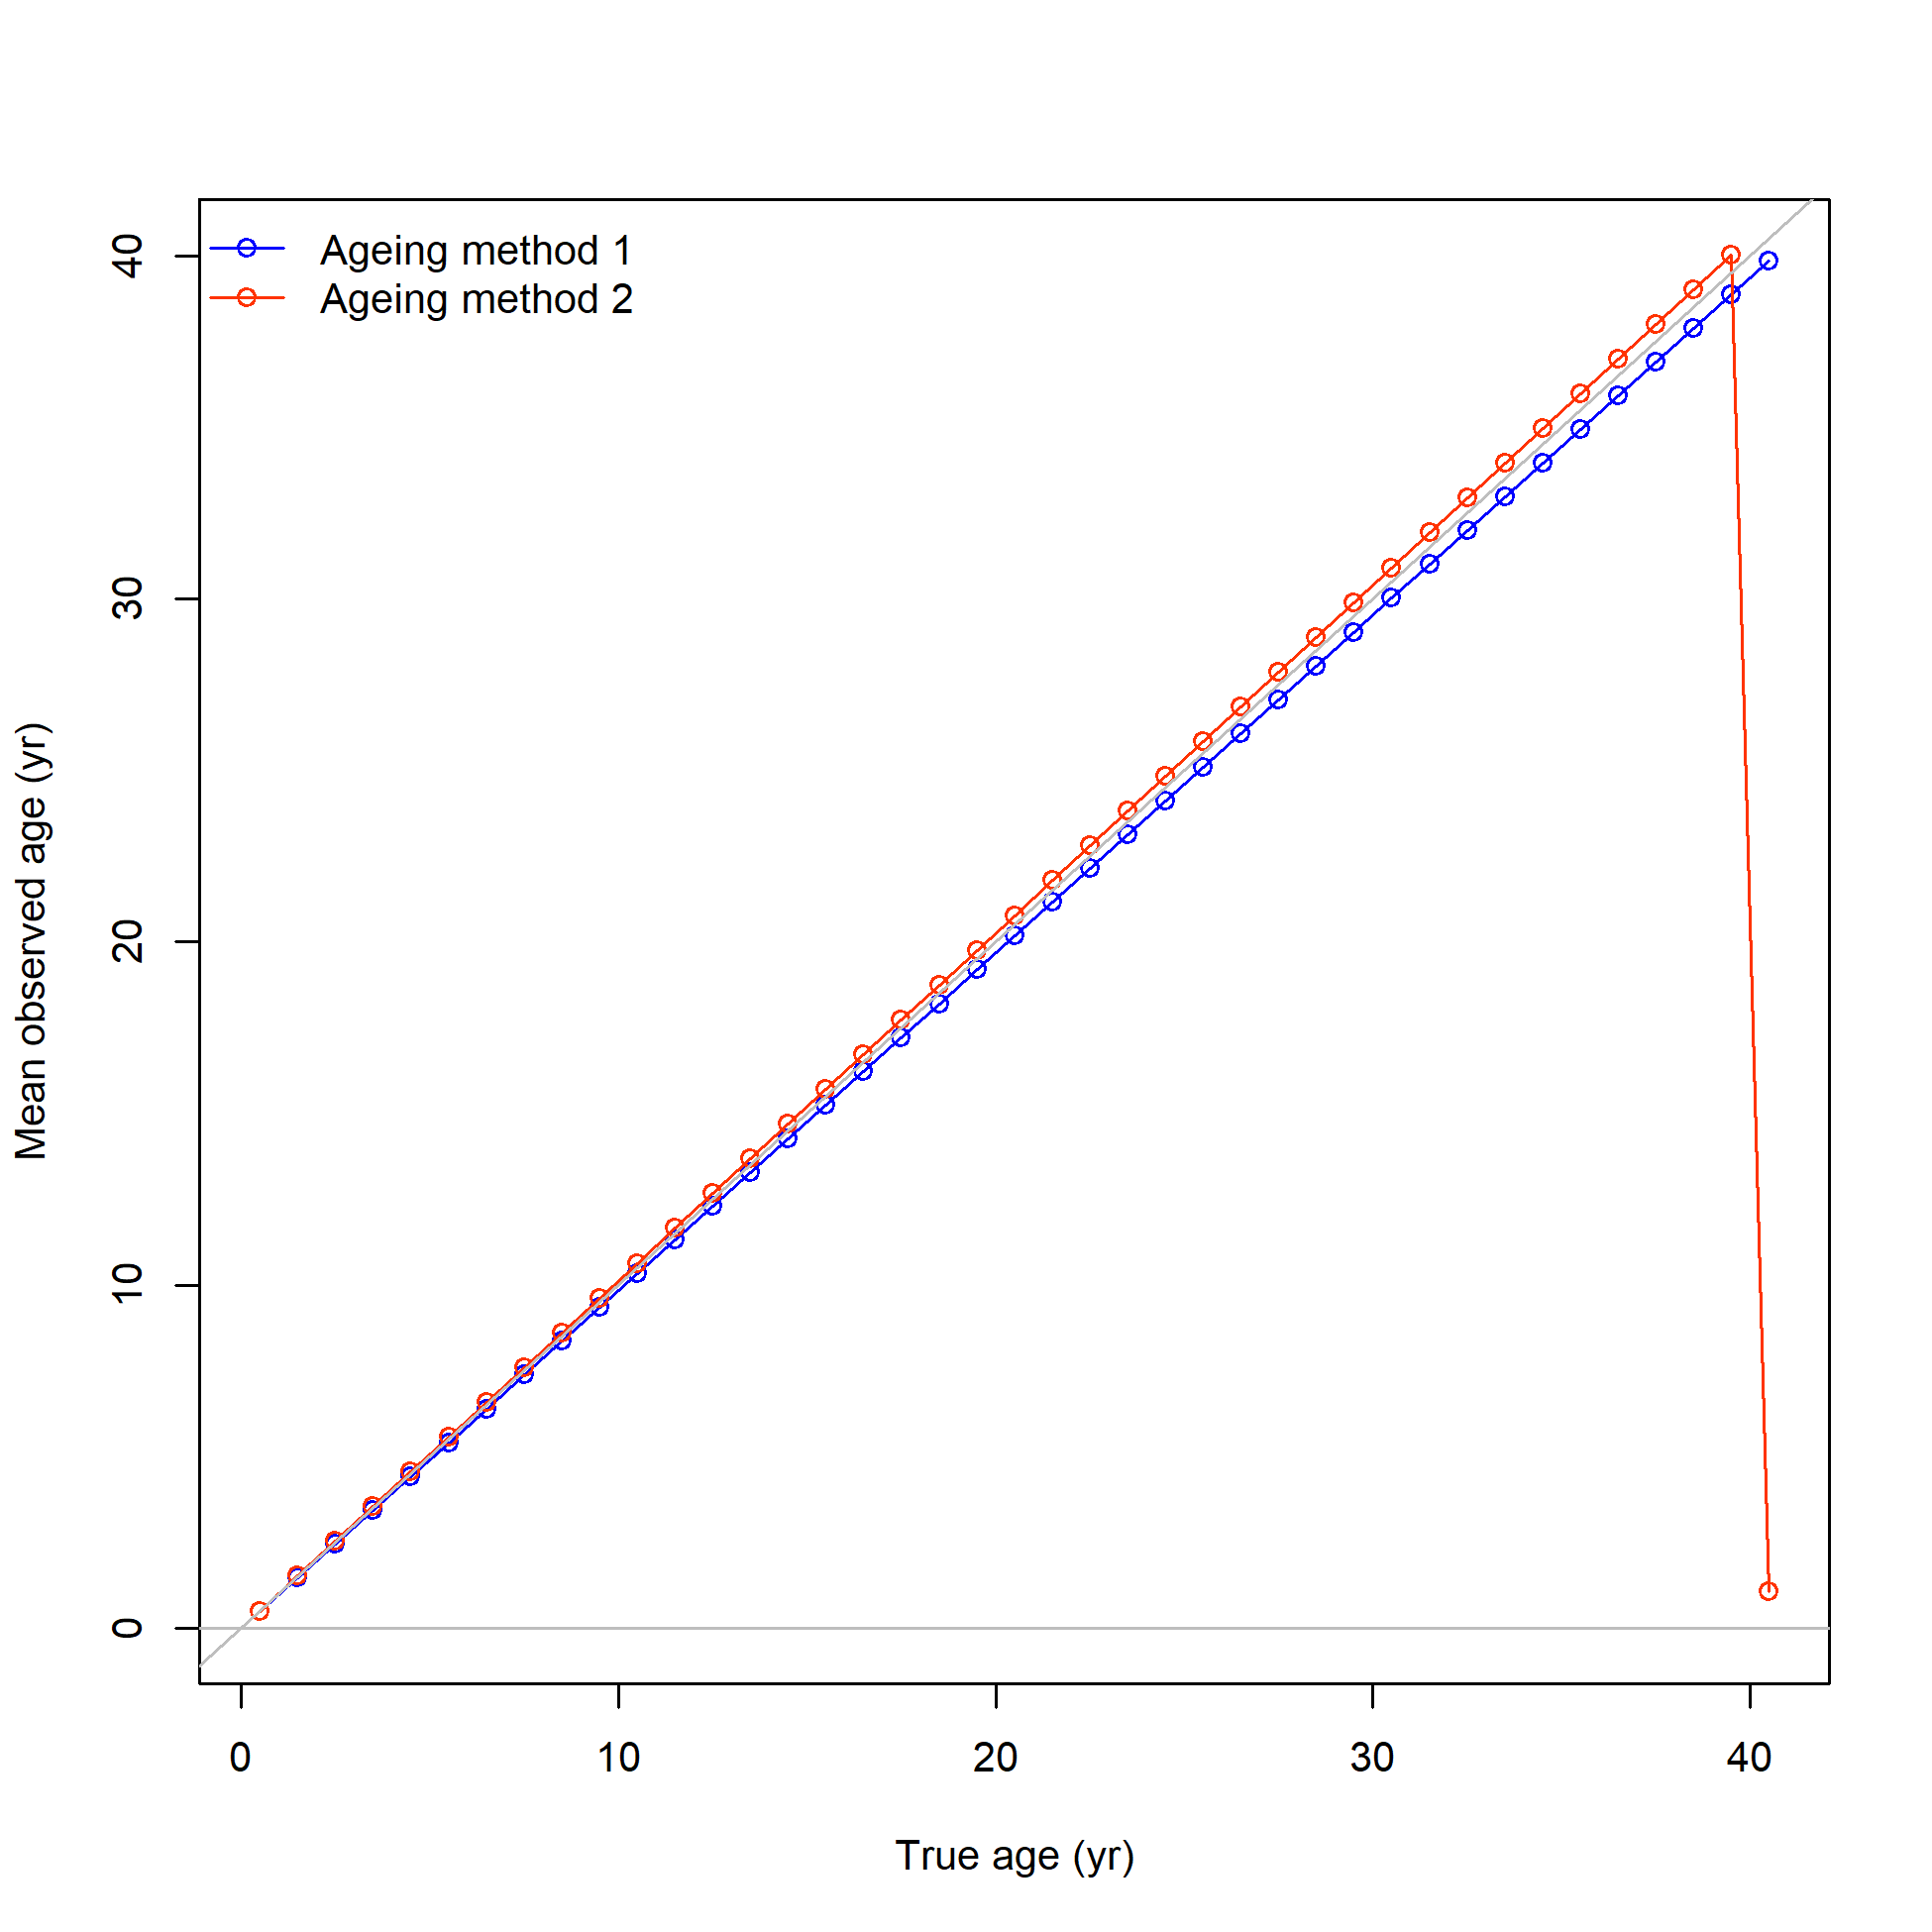 Ageing method 1
Ageing method 2
Mean observed age (yr)
40
30
20
10
0
0 10 20 30 40
True age (yr)